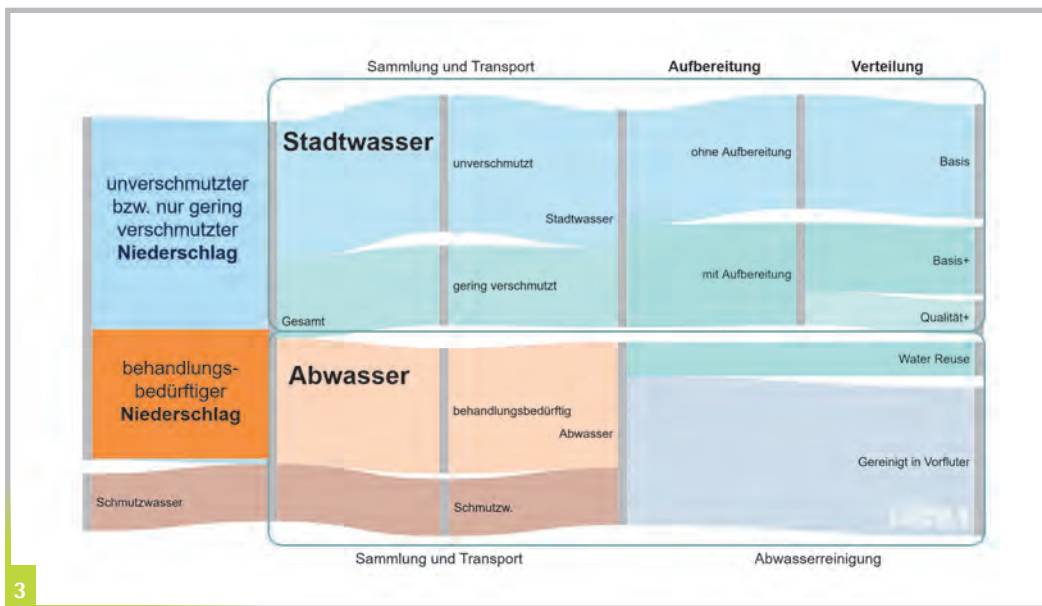 Sammlung und Transport
Aufbereitung
Verteilung
Stadtwasser
unverschmutzter
bzw. nur gering
verschmutzter
Niederschlag
unverschmutzt
ohne Aufbereitung
Basis
Stadtwasser
gering verschmutzt
mit Aufbereitung
Basis+
Gesamt
Qualität+
behandlungs-
bedürftiger
Niederschlag
Abwasser
Water Reuse
behandlungsbedürftig
Abwasser
Gereinigt in Vorfluter
Schmutzwasser
Schmutzw.
Sammlung und Transport
Abwasserreinigung
3